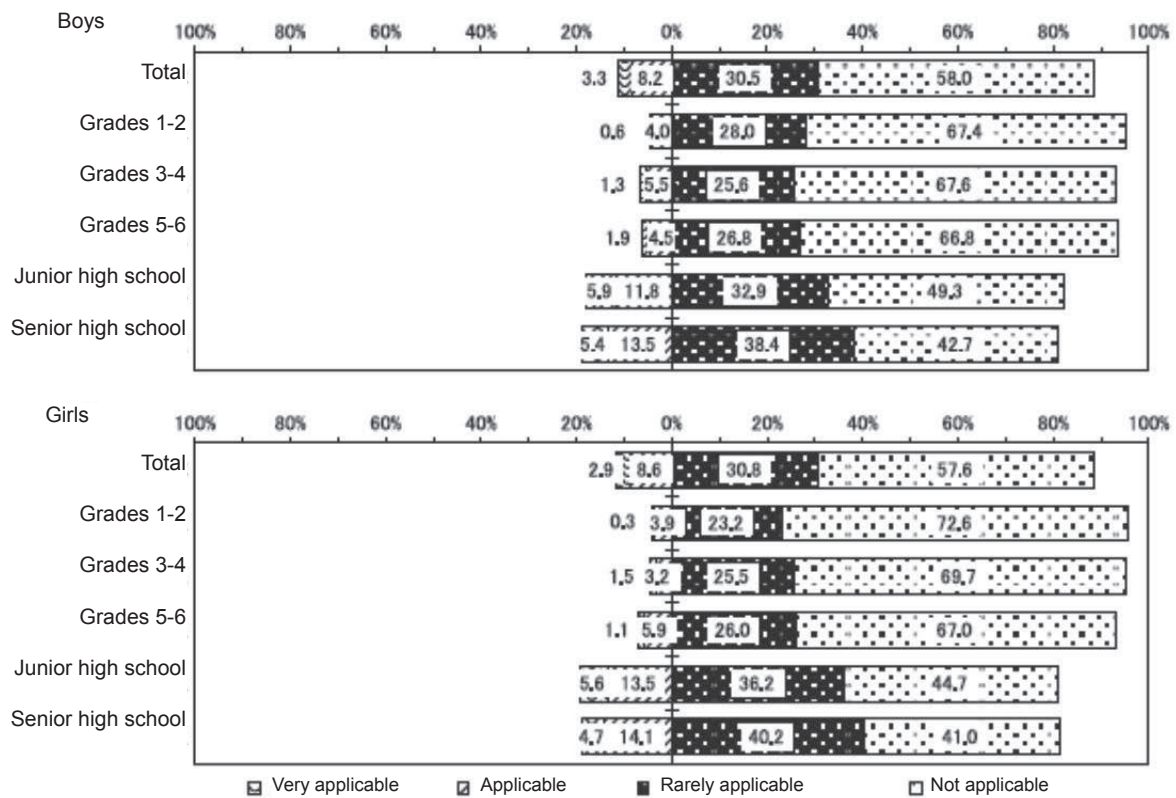 Boys
100% 80% 60% 40% 20% 0% 20% 40% 60% 80% 100%
Total 3.3 8.2 30.5 58.0
Grades 1-2 0.6 4.0 28.0 67.4
Grades 3-4 1.3 5.5 25.6 67.6
Grades 5-6 1.9 4.5 26.8 66.8
Junior high school 5.9 11.8 32.9 49.3
Senior high school 5.4 13.5 38.4 42.7
Girls
100% 80% 60% 40% 20% 0% 20% 40% 60% 80% 100%
Total 2.9 8.6 30.8 57.6
Grades 1-2 0.3 3.9 23.2 72.6
Grades 3-4 1.5 3.2 25.5 69.7
Grades 5-6 1.1 5.9 26.0 67.0
Junior high school 5.6 13.5 36.2 44.7
Senior high school 4.7 14.1 40.2 41.0
Very applicable Applicable Rarely applicable Not applicable